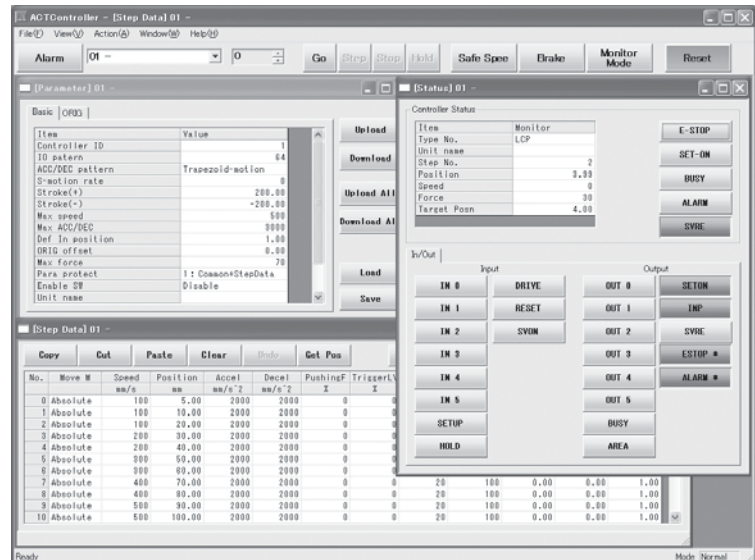 ACTController - [Step Data] 01 -
File(F) View(V) Action(A) Window(W) Help(H)
Alarm 01 - 0 Go Step Stop Hold Safe Spee Brake Monitor Mode Reset
[Parameter] 01 -
Basic ORIG
Item Value
Controller ID 1
IO patern 64
ACC/DEC pattern Trapezoid-motion
S-motion rate 0
Stroke(+) 200.00
Stroke(-) -200.00
Max speed 500
Max ACC/DEC 3000
Def In position 1.00
ORIG offset 0.00
Max force 70
Para protect 1:Common+StepData
Enable SW Disable
Unit name
Upload
Download
Upload All
Download Al
Load
Save
[Status] 01 -
Controller Status
Item Monitor
Type No. LCP
Unit name
Step No. 2
Position 3.99
Speed 0
Force 30
Target Posn 4.00
E-STOP
SET-ON
BUSY
ALARM
SVRE
In/Out
Input Output
IN 0 DRIVE OUT 0 SETON
IN 1 RESET OUT 1 INP
IN 2 SVON OUT 2 SVRE
IN 3 OUT 3 ESTOP *
IN 4 OUT 4 ALARM *
IN 5 OUT 5
SETUP BUSY
HOLD AREA
[Step Data] 01 -
Copy Cut Paste Clear Undo Get Pos
No. Move M Speed Position Accel Decel PushingF TriggerLV
mm/s mm mm/s^2 mm/s^2 % %
0 Absolute 100 5.00 2000 2000 0 0
1 Absolute 100 10.00 2000 2000 0 0
2 Absolute 100 20.00 2000 2000 0 0
3 Absolute 200 30.00 2000 2000 0 0
4 Absolute 200 40.00 2000 2000 0 0
5 Absolute 300 50.00 2000 2000 0 0
6 Absolute 300 60.00 2000 2000 0 0
7 Absolute 400 70.00 2000 2000 0 0 20 100 0.00 0.00 1.00
8 Absolute 400 80.00 2000 2000 0 0 20 100 0.00 0.00 1.00
9 Absolute 500 90.00 2000 2000 0 0 20 100 0.00 0.00 1.00
10 Absolute 500 100.00 2000 2000 0 0 20 100 0.00 0.00 1.00
Ready Mode Normal